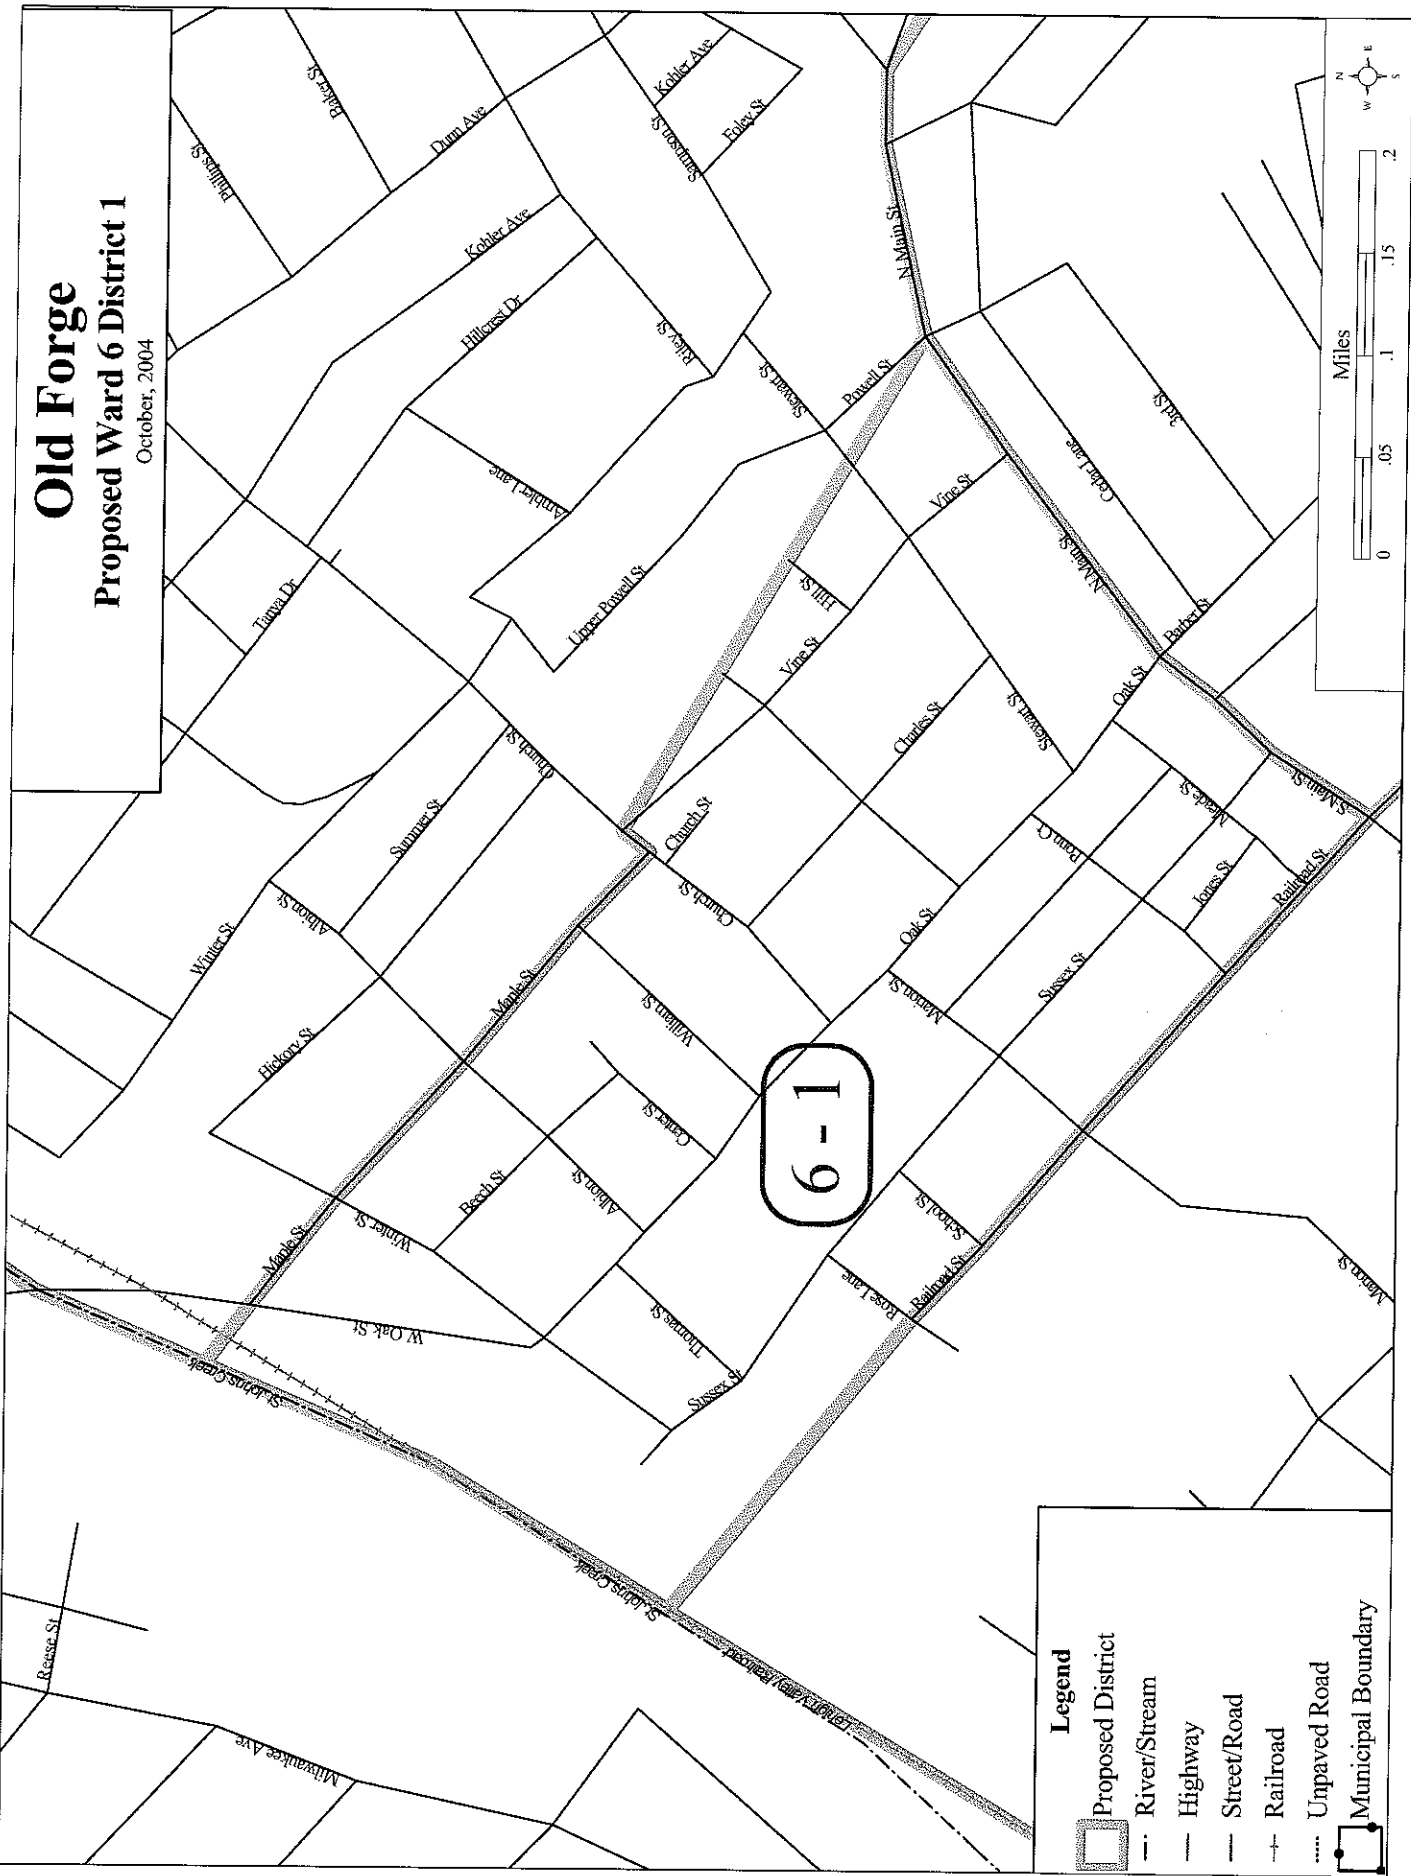 Old Forge
Proposed Ward 6 District 1
October, 2004
Reese St
Milwaukee Ave
St Johns Creek
St Johns Creek
Lehigh Valley Railroad
Maple St
W Oak St
Winter St
Hickory St
Winter St
Albion St
Summer St
Church St
Tanya Dr
Phillips St
Baker St
Dunn Ave
Kohler Ave
Hillcrest Dr
Ambler Lane
Riley St
Sampson St
Kohler Ave
Foley St
Upper Powell St
Stewart St
Powell St
N Main St
Maple St
Beech St
Albion St
Center St
William St
Church St
Church St
Vine St
Hill St
Vine St
Charles St
Stewart St
Oak St
Oak St
N Main St
Cedar Lane
3rd St
Barber St
Thomas St
Sussex St
6 - 1
Rose Lane
School St
Railroad St
Marion St
Sussex St
Ponn Ct
Meade St
Jones St
Railroad St
S Main St
Marion St
Legend
Proposed District
River/Stream
Highway
Street/Road
Railroad
Unpaved Road
Municipal Boundary
Miles
0 .05 .1 .15 .2
N
W E
S